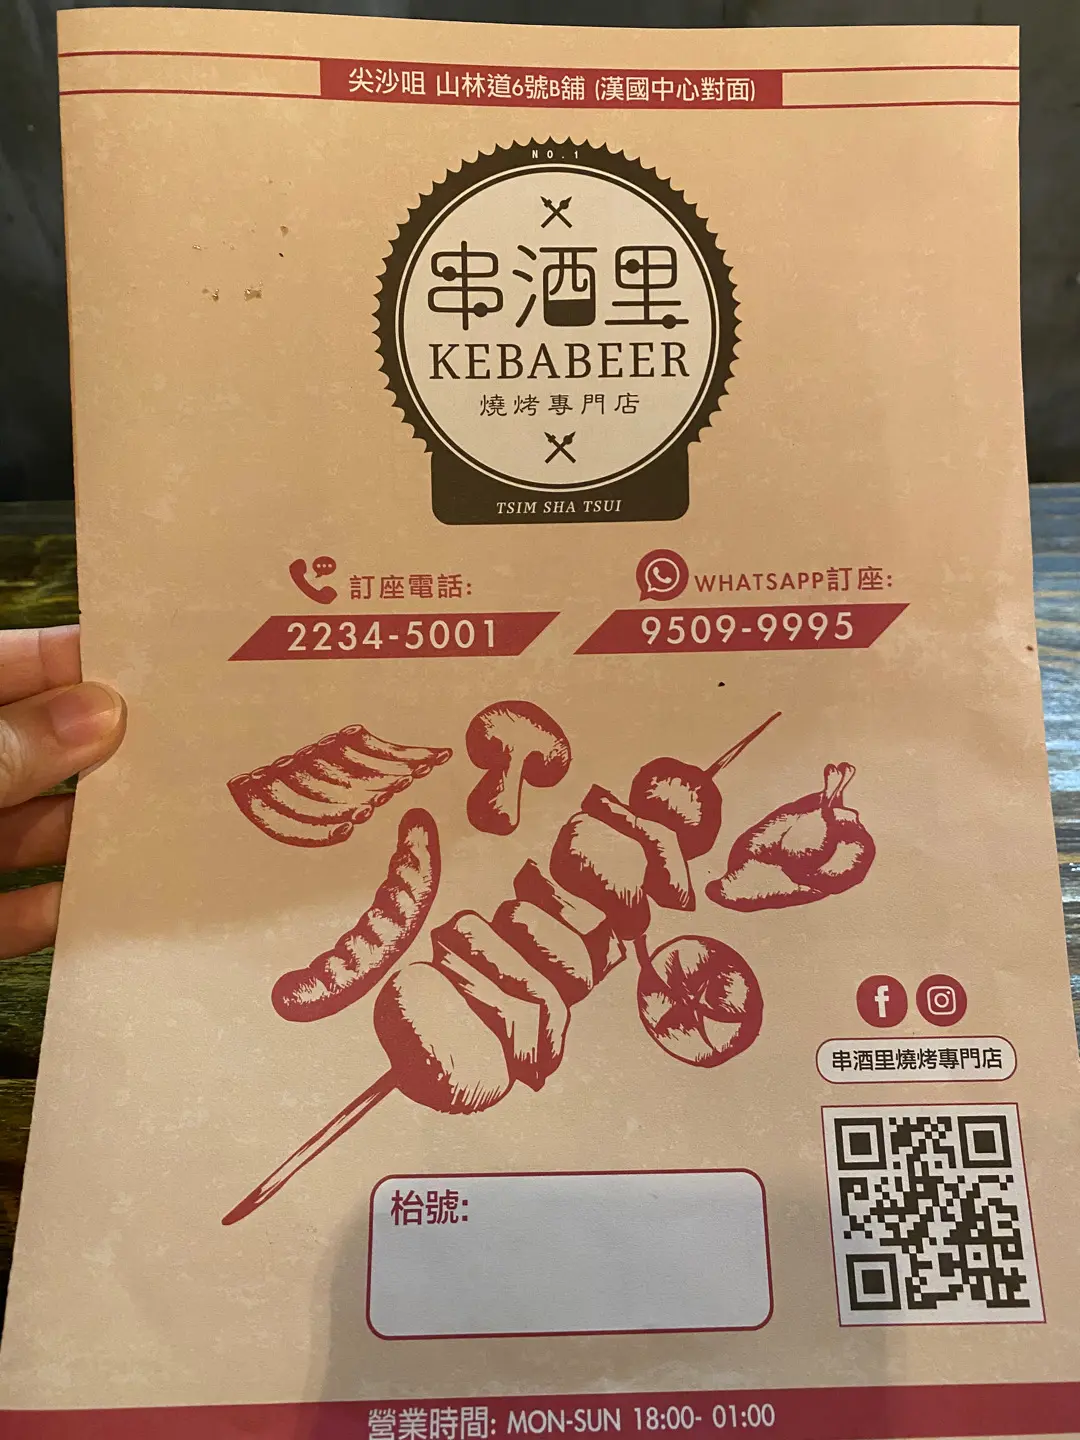 尖沙咀 山林道6號B舖 (漢國中心對面)
NO.1
串酒里
KEBABEER
燒烤專門店
TSIM SHA TSUI
訂座電話:
2234-5001
WHATSAPP訂座:
9509-9995
串酒里燒烤專門店
枱號:
營業時間: MON-SUN 18:00- 01:00